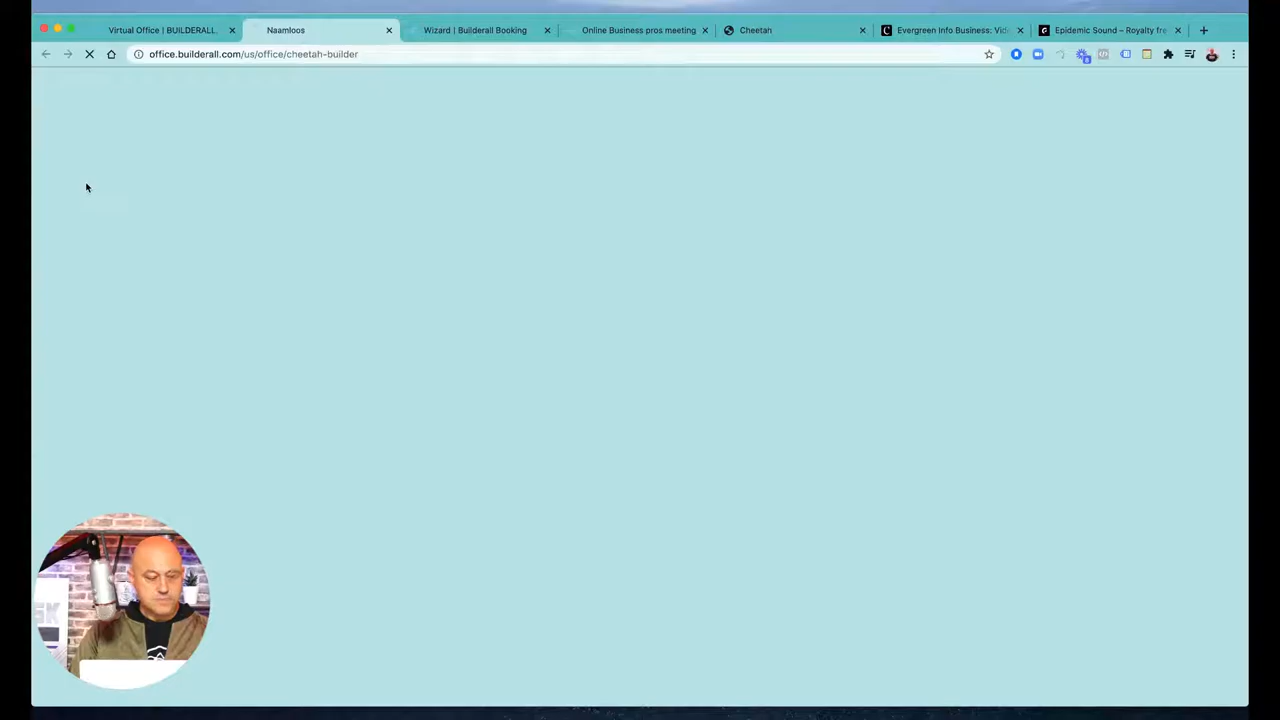 Virtual Office | BUILDERALL.
Naamloos
Wizard | Builderall Booking
Online Business pros meeting
Cheetah
Evergreen Info Business: Vid
Epidemic Sound – Royalty fre
office.builderall.com/us/office/cheetah-builder